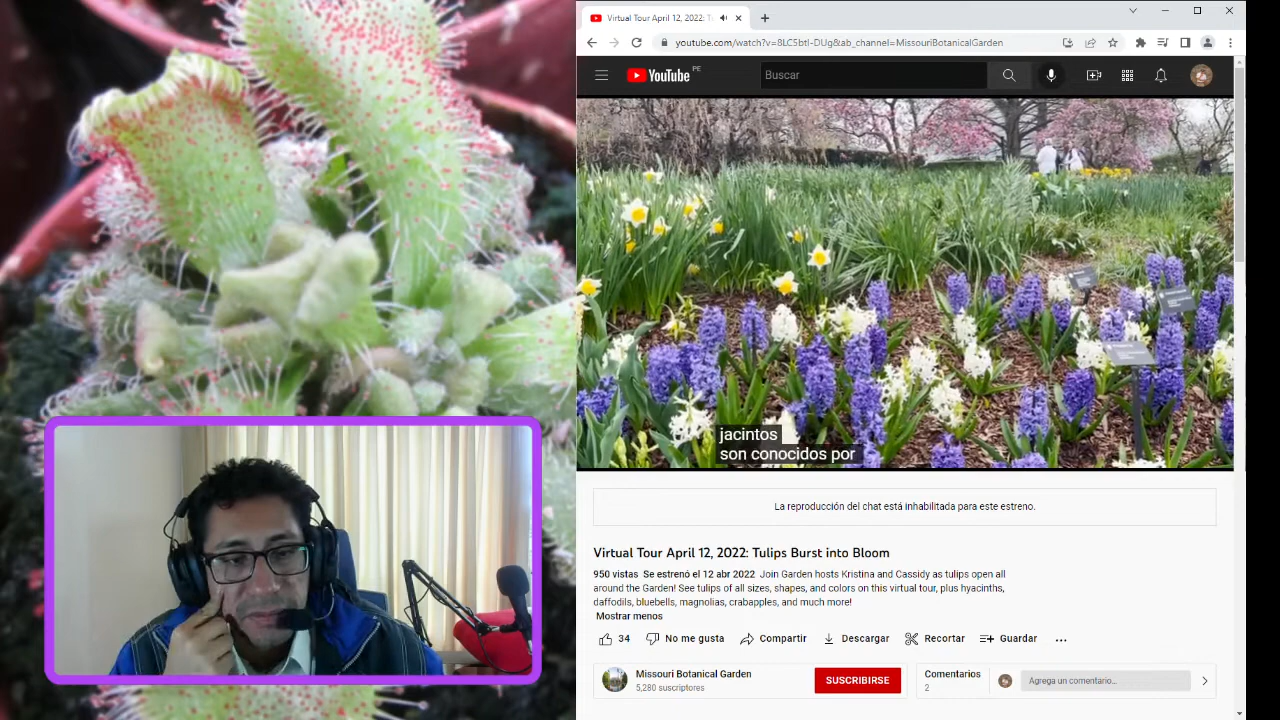 Virtual Tour April 12, 2022: T
youtube.com/watch?v=8LC5btI-DUg&ab_channel=MissouriBotanicalGarden
YouTube PE
Buscar
jacintos
son conocidos por
La reproducción del chat está inhabilitada para este estreno.
Virtual Tour April 12, 2022: Tulips Burst into Bloom
950 vistas Se estrenó el 12 abr 2022 Join Garden hosts Kristina and Cassidy as tulips open all
around the Garden! See tulips of all sizes, shapes, and colors on this virtual tour, plus hyacinths,
daffodils, bluebells, magnolias, crabapples, and much more!
Mostrar menos
34 No me gusta Compartir Descargar Recortar Guardar ...
Missouri Botanical Garden
5,280 suscriptores
SUSCRIBIRSE
Comentarios
2
Agrega un comentario...